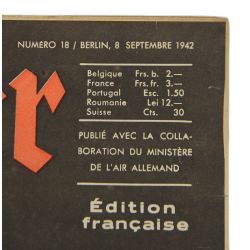 NUMÉRO 18 / BERLIN, 8 SEPTEMBRE 1942
Belgique Frs. b. 2.—
France Frs. fr. 3.—
Portugal Esc. 1.50
Roumanie Lei 12.—
Suisse Cts. 30
r
PUBLIÉ AVEC LA COLLA-
BORATION DU MINISTÈRE
DE L'AIR ALLEMAND
Édition
française